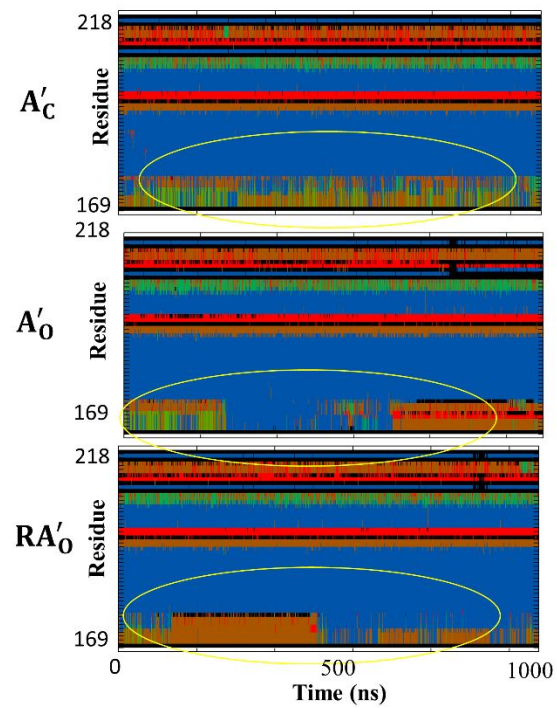 218
A′C
Residue
169
218
A′O
Residue
169
218
RA′O
Residue
169
0 500 1000
Time (ns)